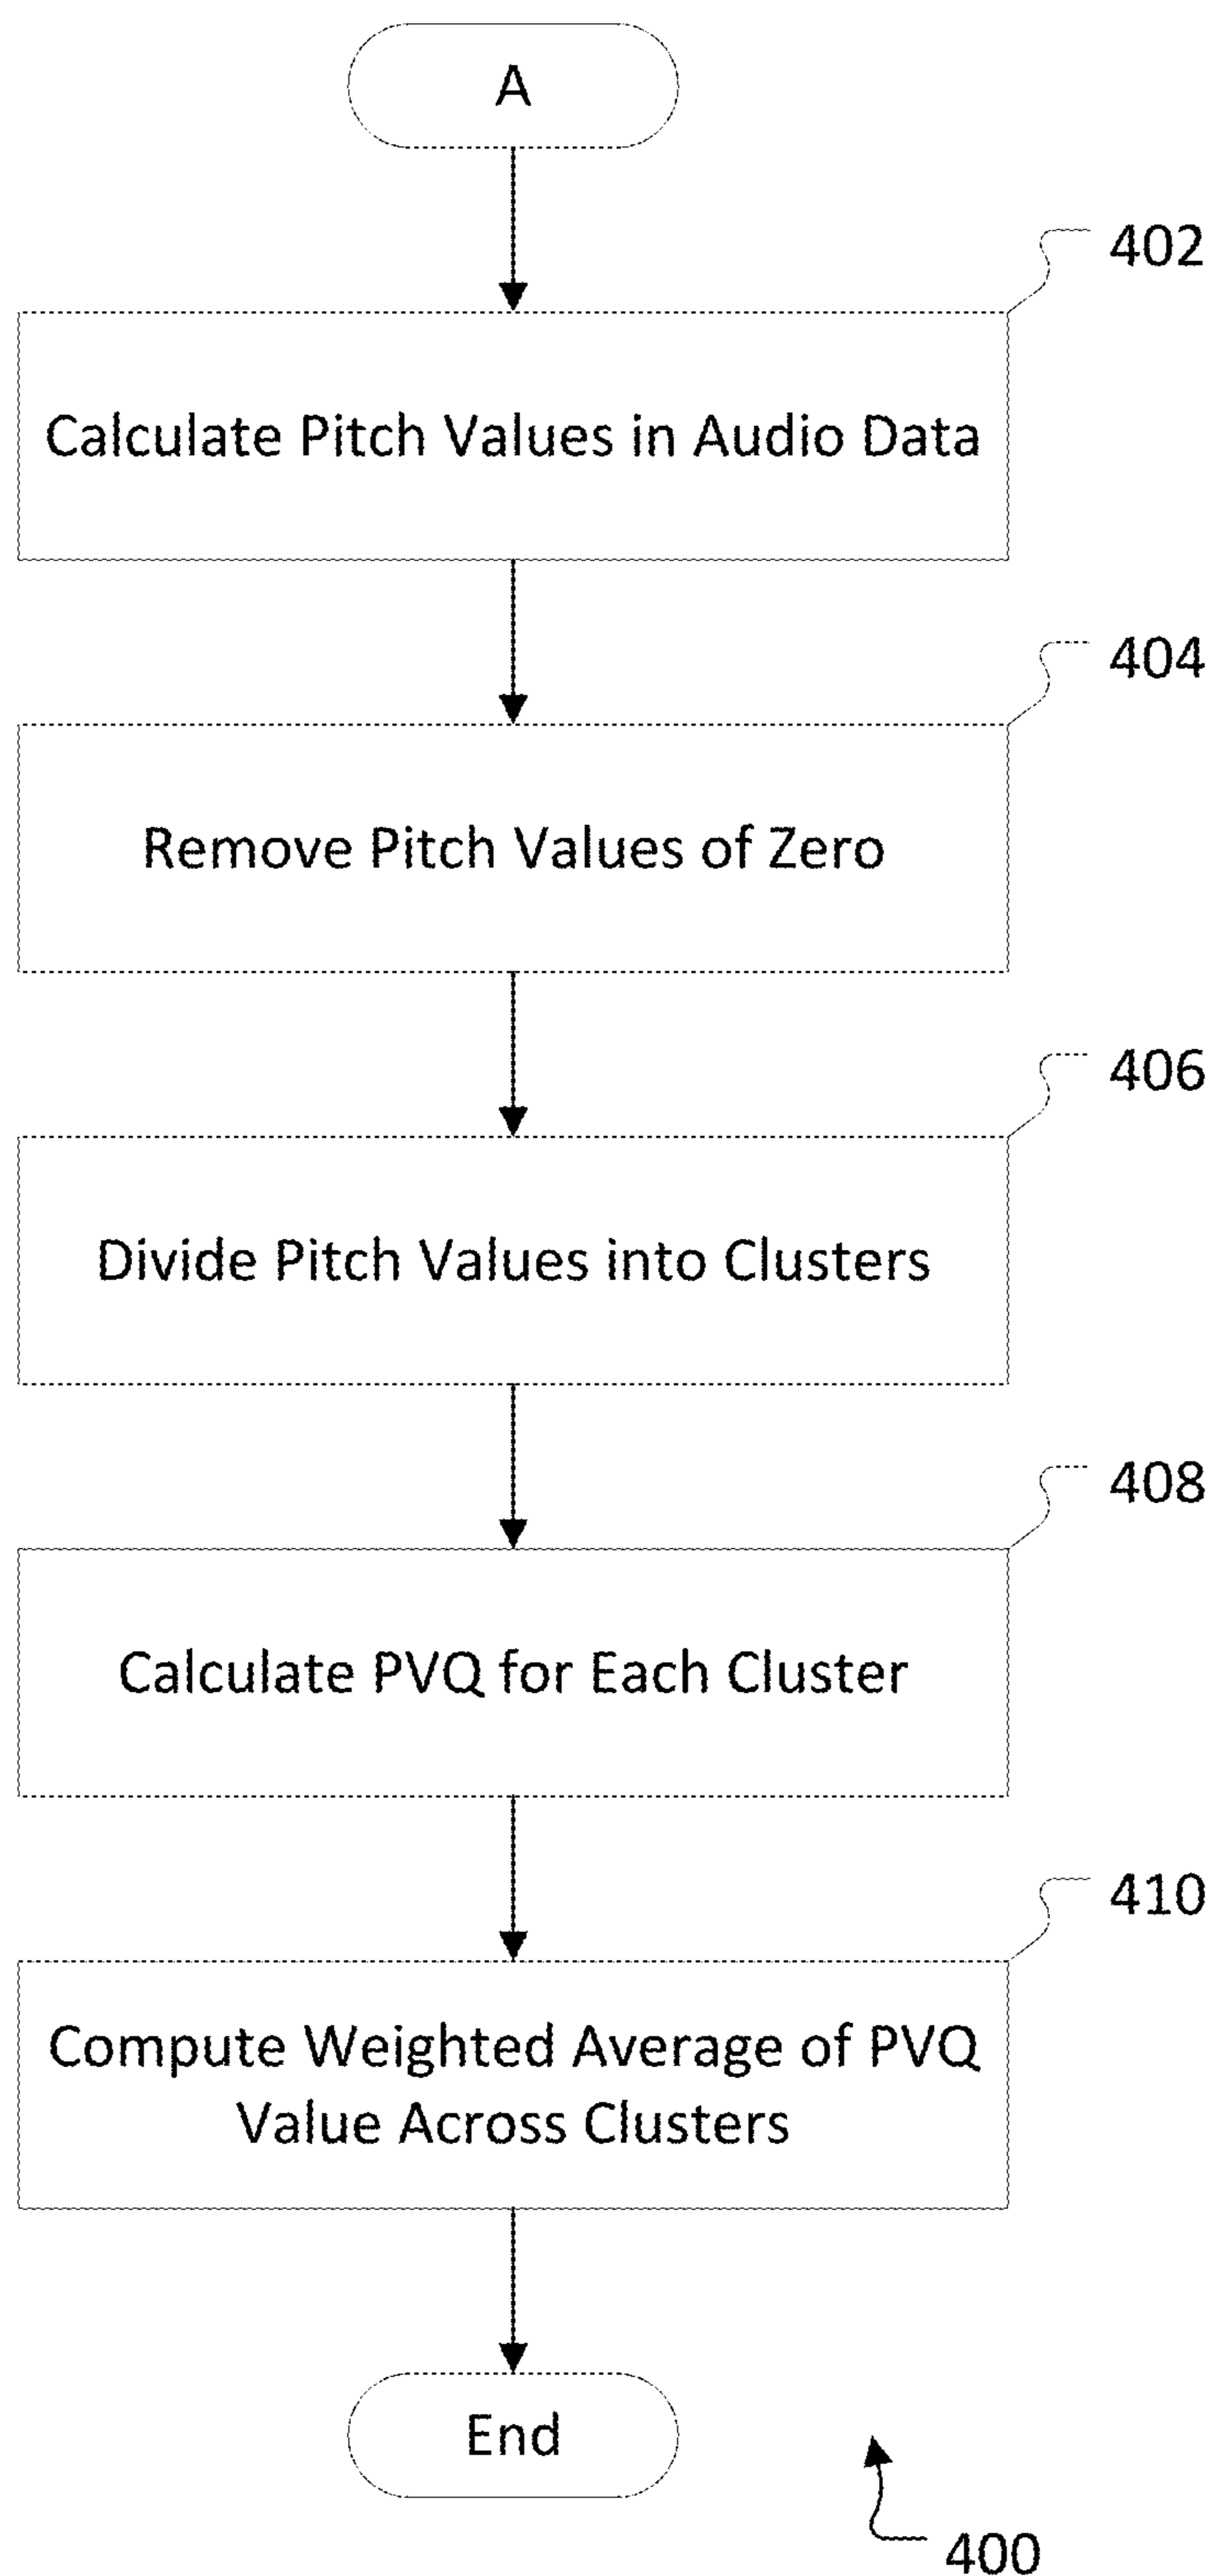 A
402
Calculate Pitch Values in Audio Data
404
Remove Pitch Values of Zero
406
Divide Pitch Values into Clusters
408
Calculate PVQ for Each Cluster
410
Compute Weighted Average of PVQ
Value Across Clusters
End
400